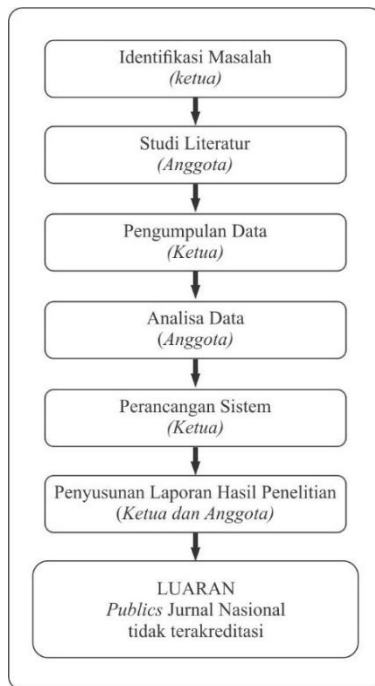 Identifikasi Masalah
(ketua)
Studi Literatur
(Anggota)
Pengumpulan Data
(Ketua)
Analisa Data
(Anggota)
Perancangan Sistem
(Ketua)
Penyusunan Laporan Hasil Penelitian
(Ketua dan Anggota)
LUARAN
Publics Jurnal Nasional
tidak terakreditasi